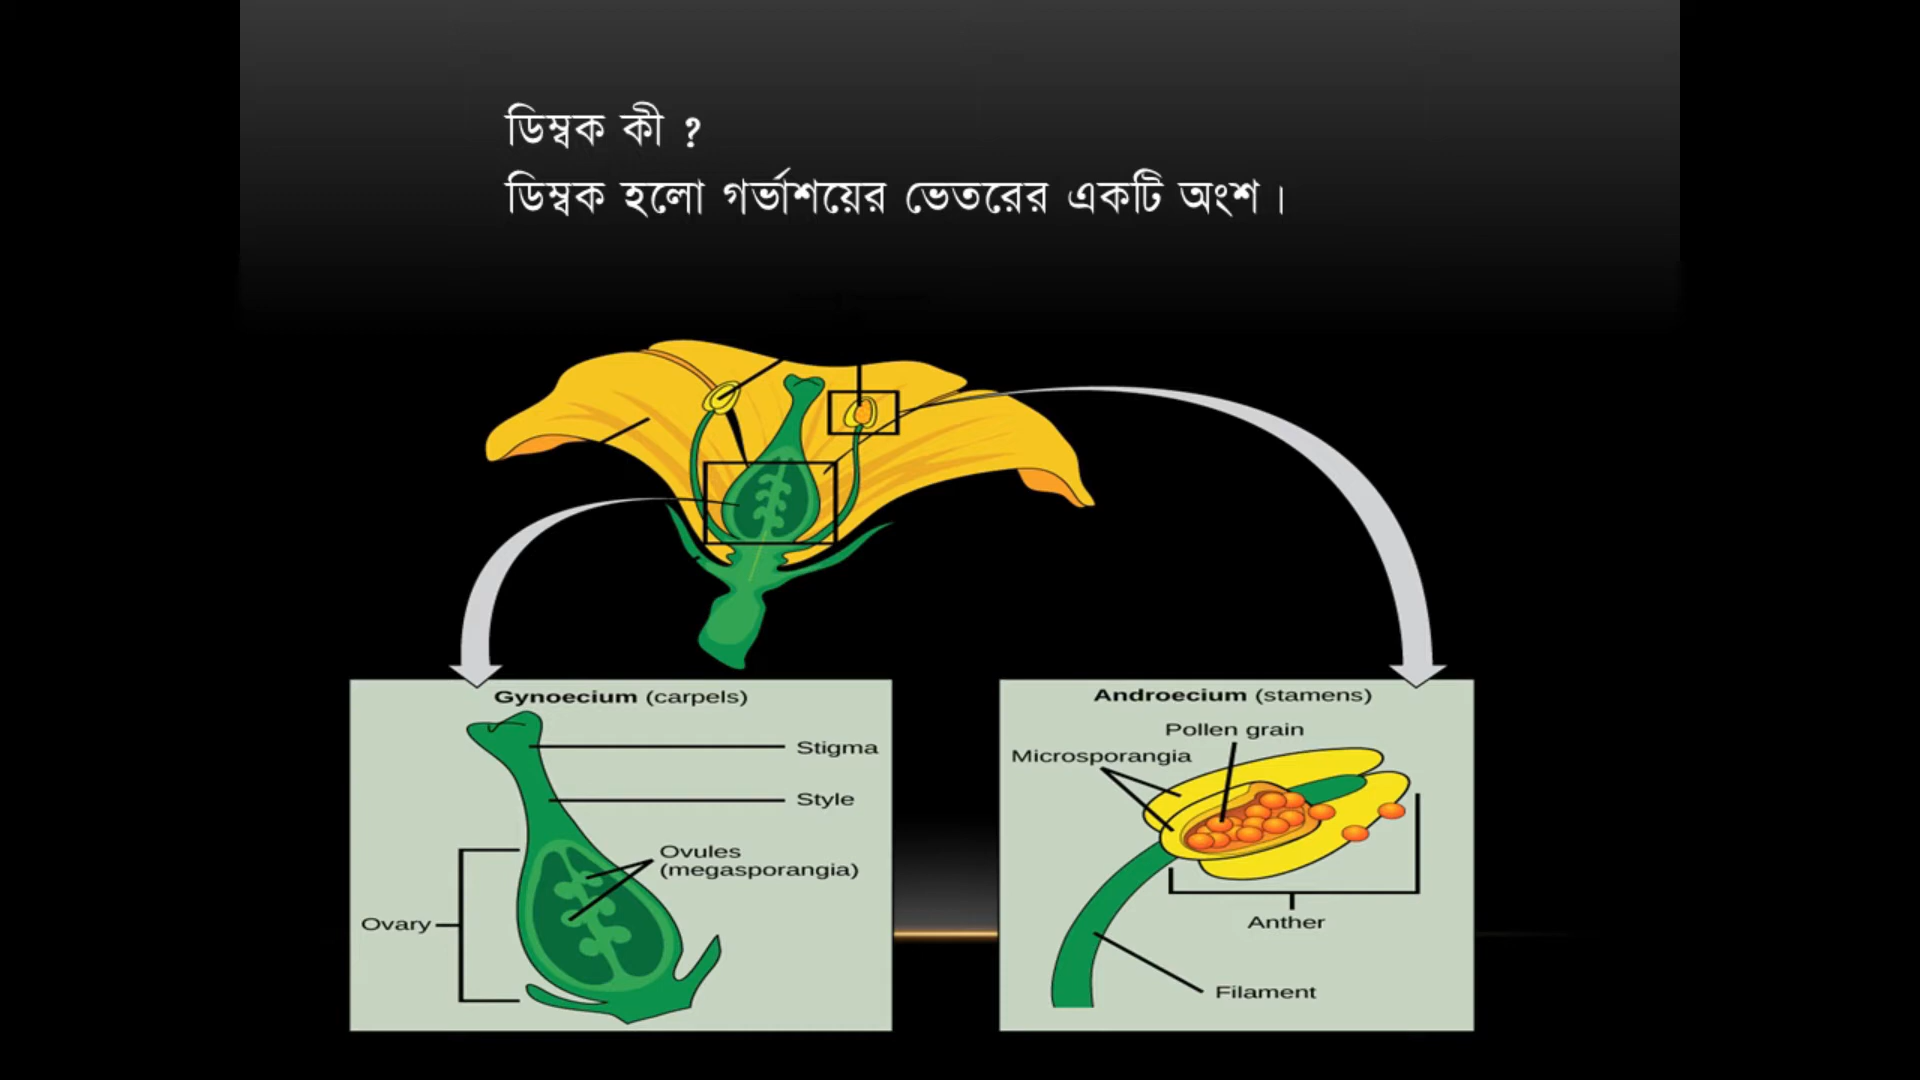 ডিম্বক কী ?
ডিম্বক হলো গর্ভাশয়ের ভেতরের একটি অংশ।
Gynoecium (carpels)
Stigma
Style
Ovules
(megasporangia)
Ovary
Androecium (stamens)
Pollen grain
Microsporangia
Anther
Filament